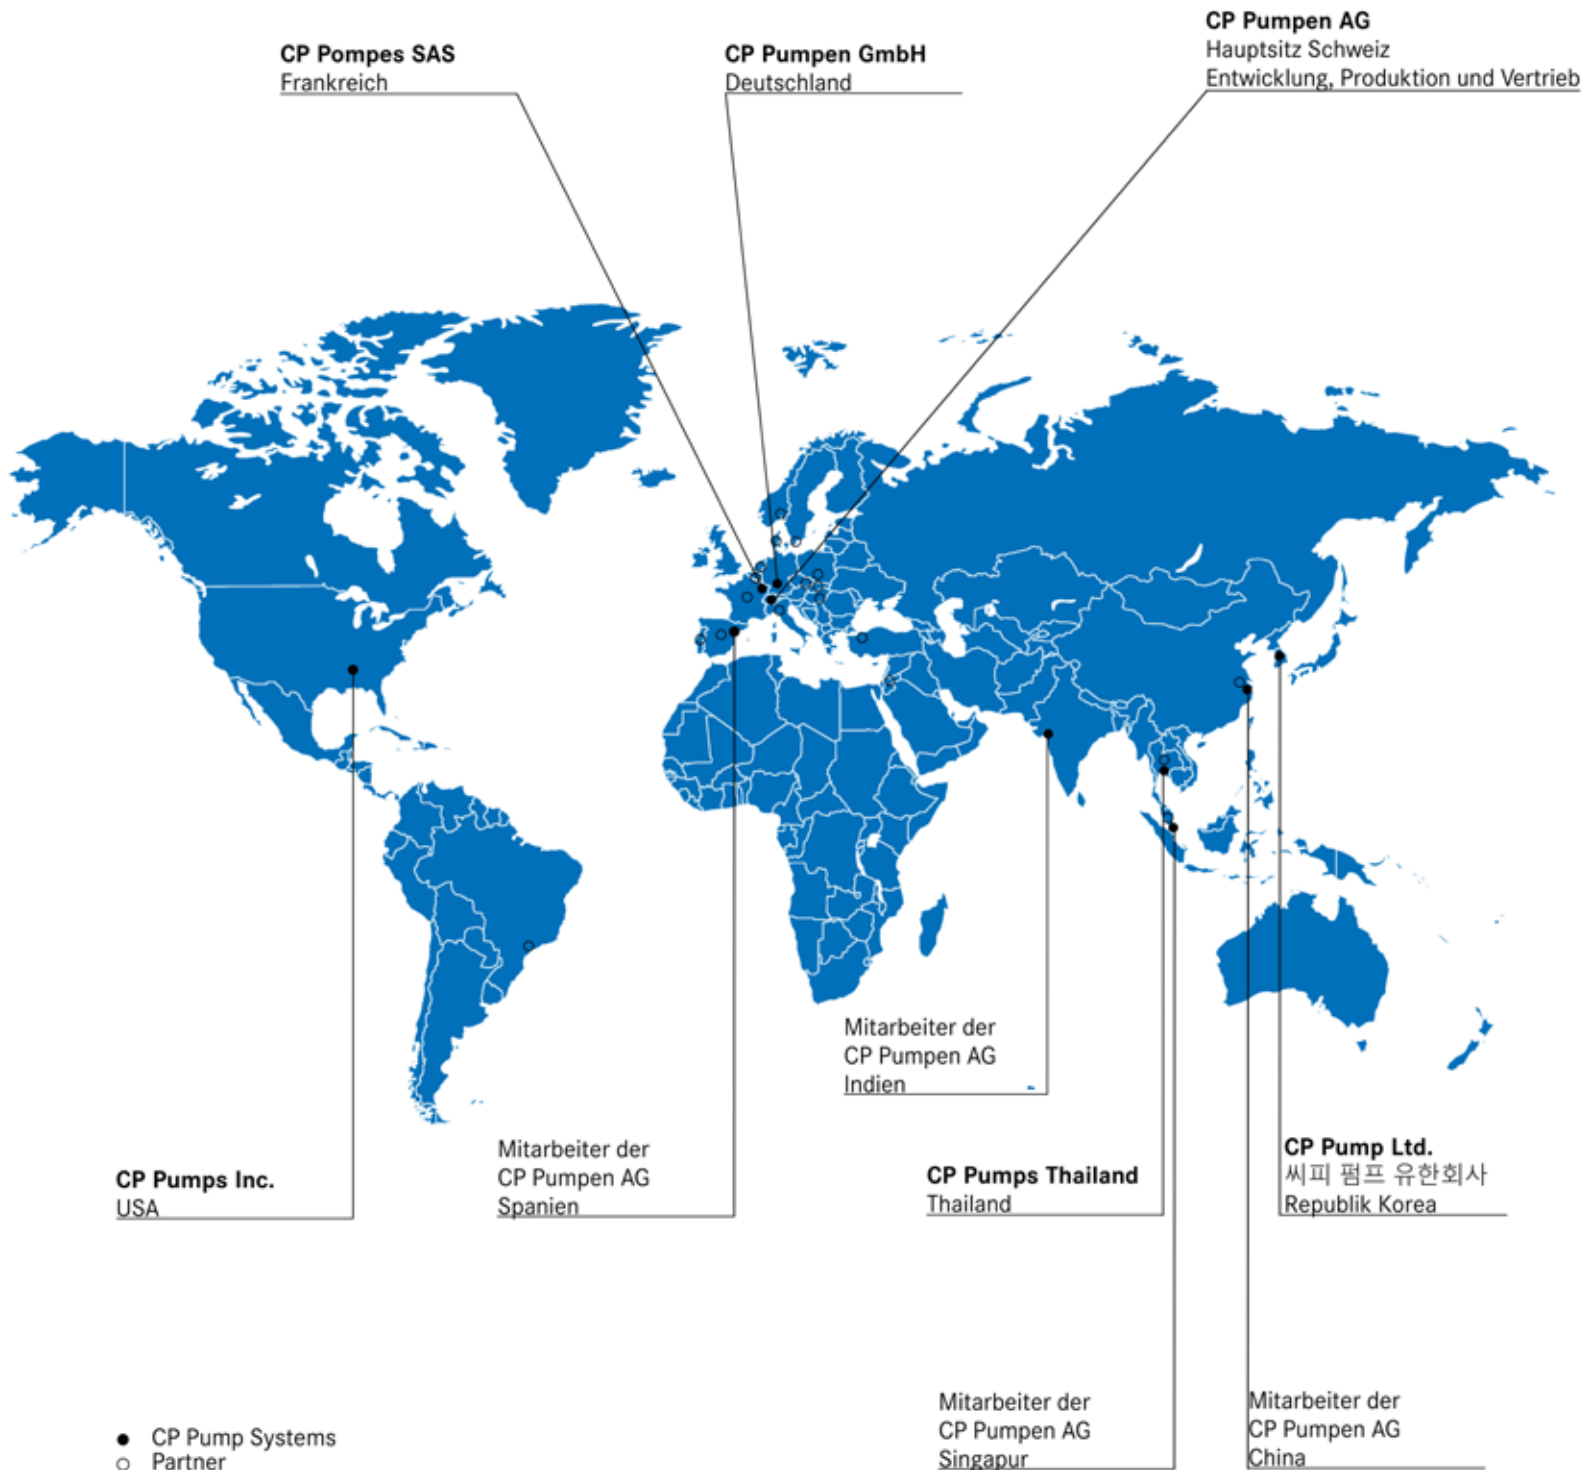 CP Pompes SAS
Frankreich
CP Pumpen GmbH
Deutschland
CP Pumpen AG
Hauptsitz Schweiz
Entwicklung, Produktion und Vertrieb
Mitarbeiter der
CP Pumpen AG
Indien
CP Pumps Inc.
USA
Mitarbeiter der
CP Pumpen AG
Spanien
CP Pumps Thailand
Thailand
CP Pump Ltd.
씨피 펌프 유한회사
Republik Korea
Mitarbeiter der
CP Pumpen AG
Singapur
Mitarbeiter der
CP Pumpen AG
China
CP Pump Systems
Partner